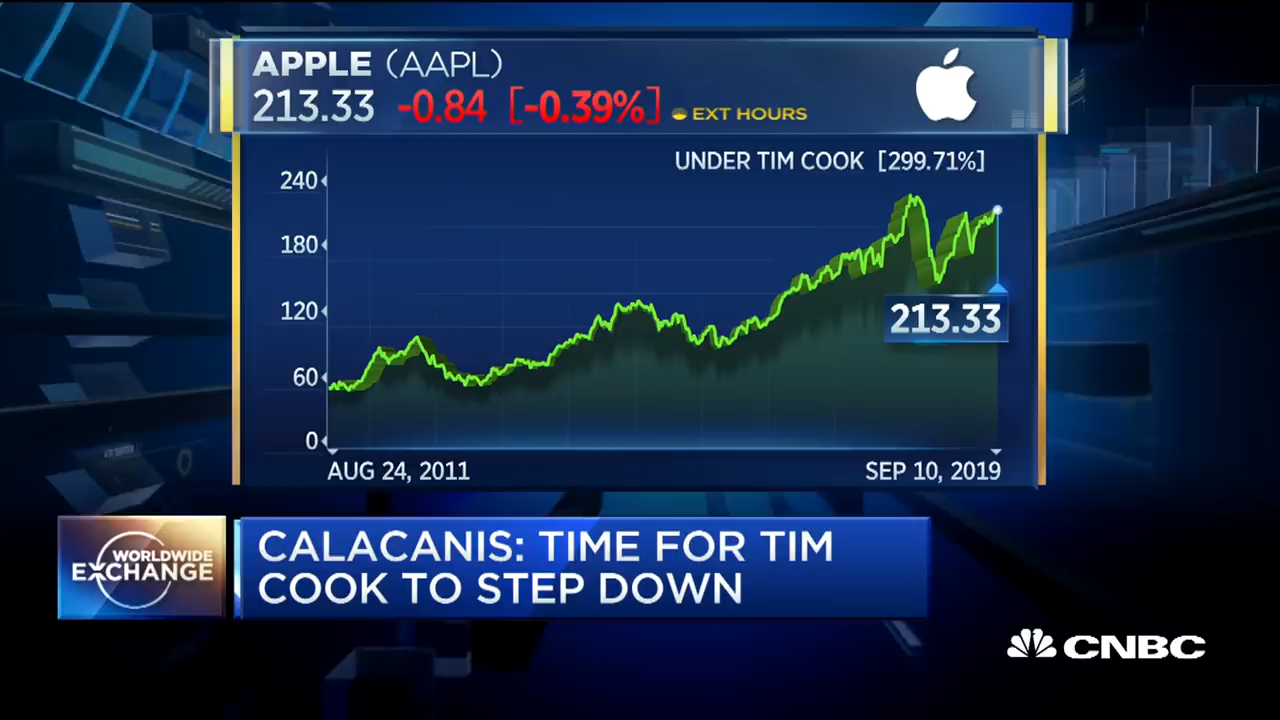 APPLE (AAPL)
213.33 -0.84 [-0.39%] EXT HOURS
UNDER TIM COOK [299.71%]
240
180
120
60
0
213.33
AUG 24, 2011 SEP 10, 2019
WORLDWIDE
EXCHANGE
CALACANIS: TIME FOR TIM
COOK TO STEP DOWN
CNBC